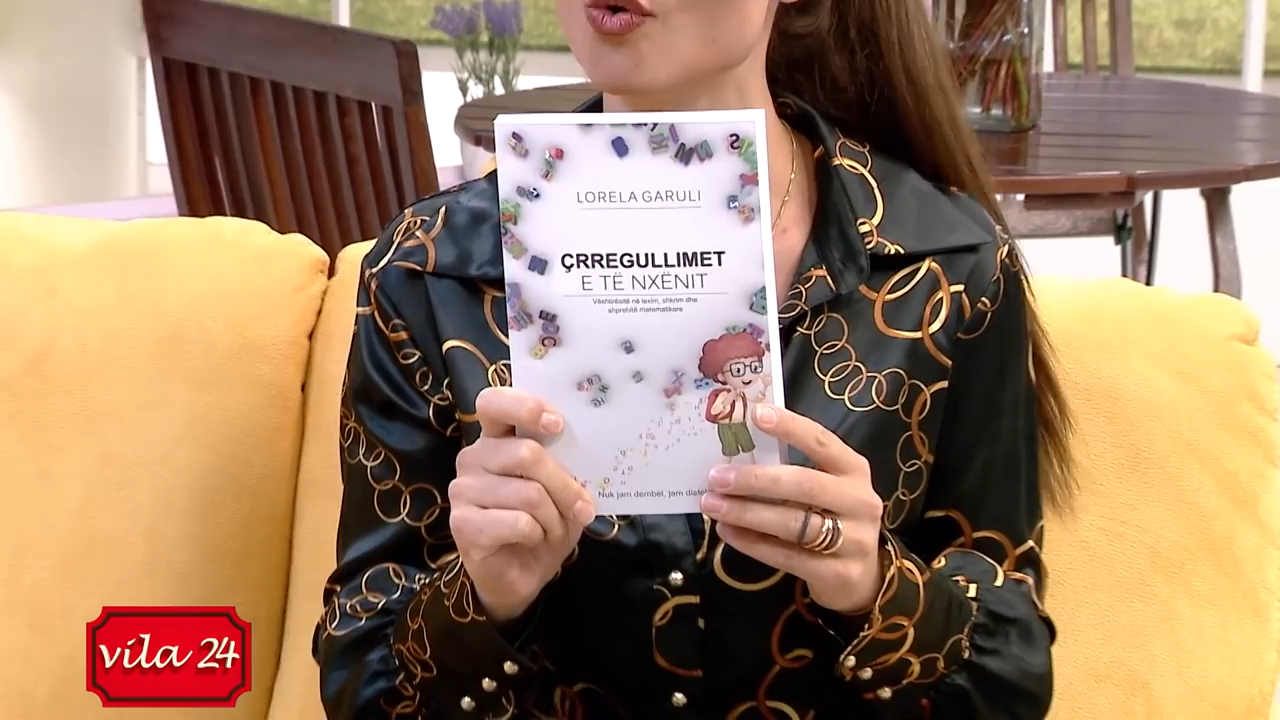 LORELA GARULI
ÇRREGULLIMET
E TË NXËNIT
Vështirësitë në lexim, shkrim dhe
shprehitë matematikore
Nuk jam dembel, jam
vila 24